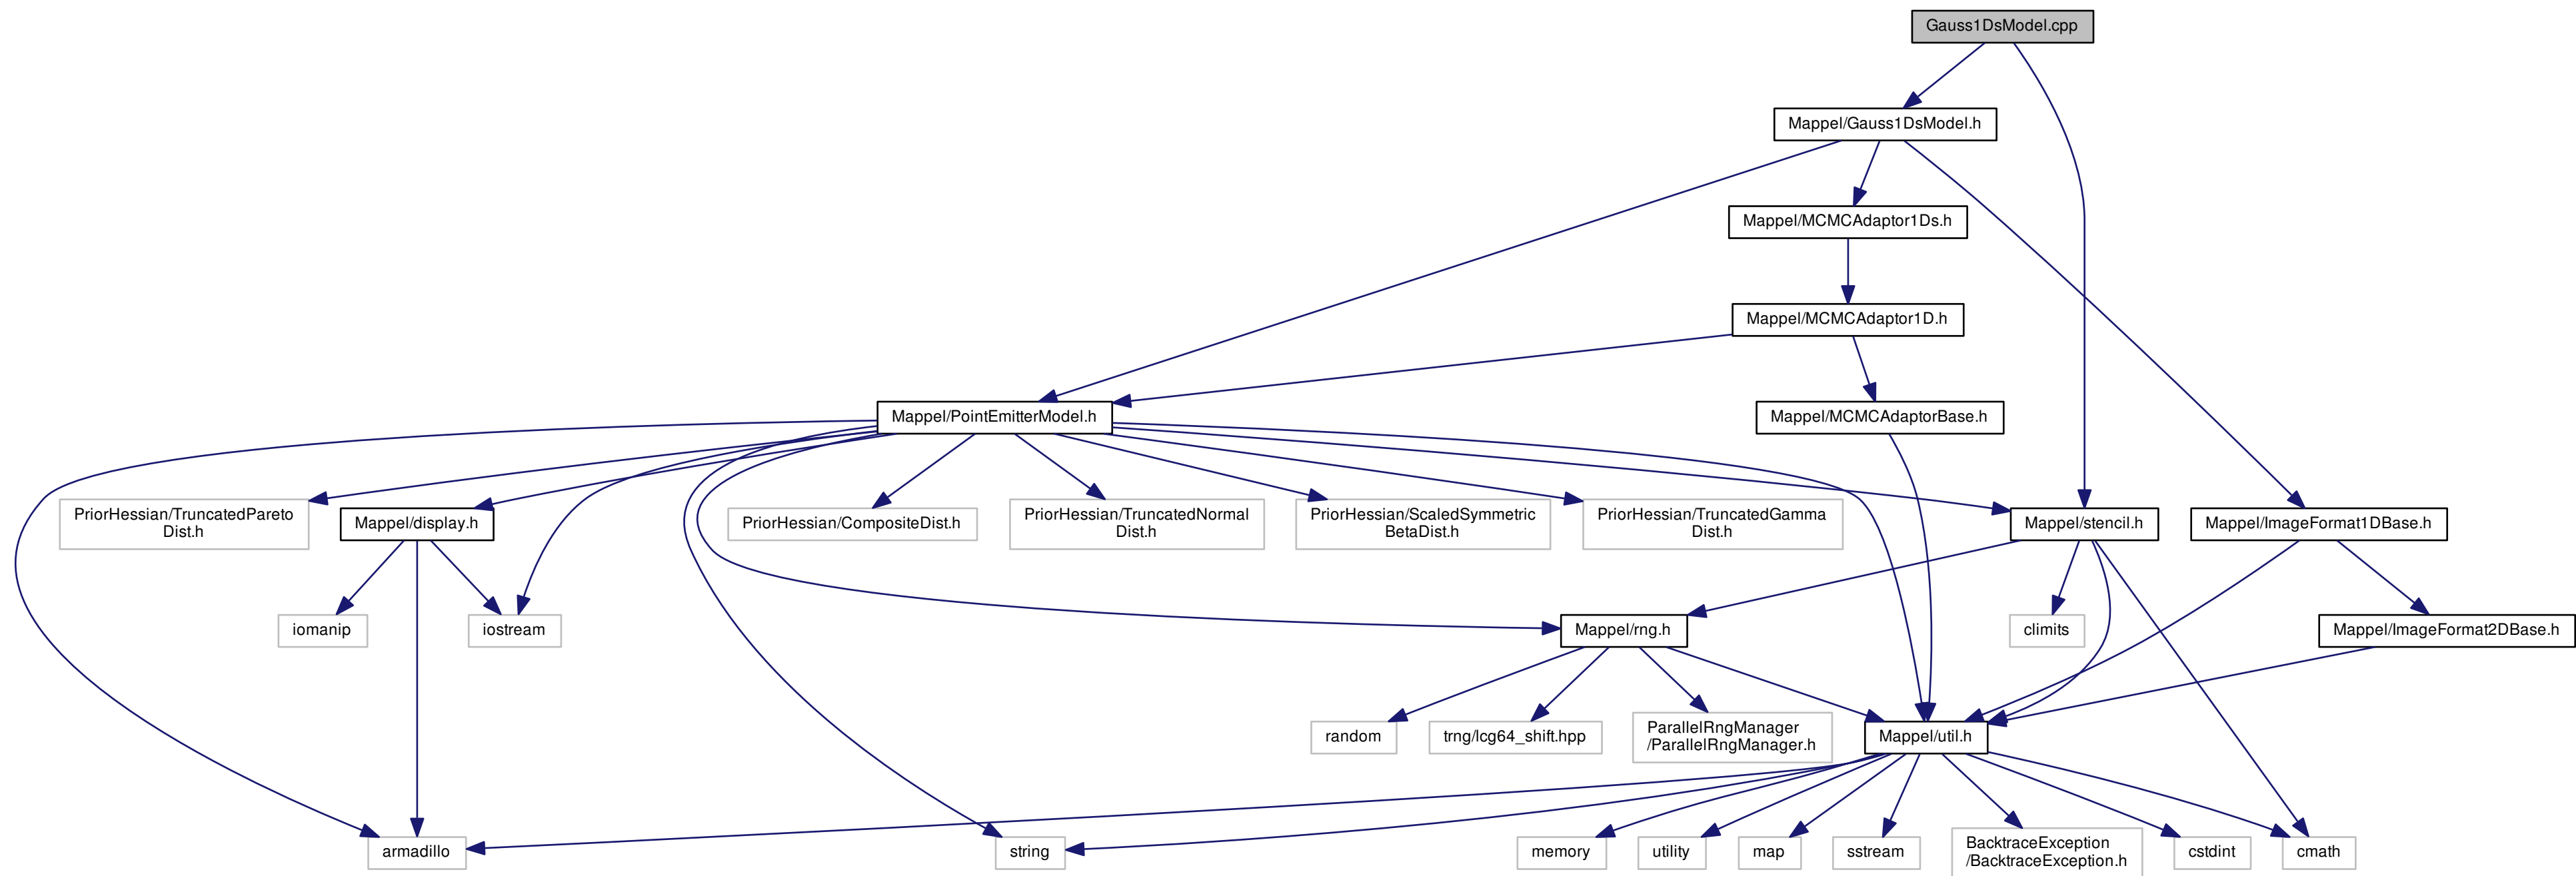 Gauss1DsModel.cpp
Mappel/Gauss1DsModel.h
Mappel/MCMCAdaptor1Ds.h
Mappel/MCMCAdaptor1D.h
Mappel/PointEmitterModel.h
Mappel/MCMCAdaptorBase.h
PriorHessian/TruncatedPareto
Dist.h
Mappel/display.h
PriorHessian/CompositeDist.h
PriorHessian/TruncatedNormal
Dist.h
PriorHessian/ScaledSymmetric
BetaDist.h
PriorHessian/TruncatedGamma
Dist.h
Mappel/stencil.h
Mappel/ImageFormat1DBase.h
iomanip
iostream
Mappel/rng.h
climits
Mappel/ImageFormat2DBase.h
random
trng/lcg64_shift.hpp
ParallelRngManager
/ParallelRngManager.h
Mappel/util.h
armadillo
string
memory
utility
map
sstream
BacktraceException
/BacktraceException.h
cstdint
cmath